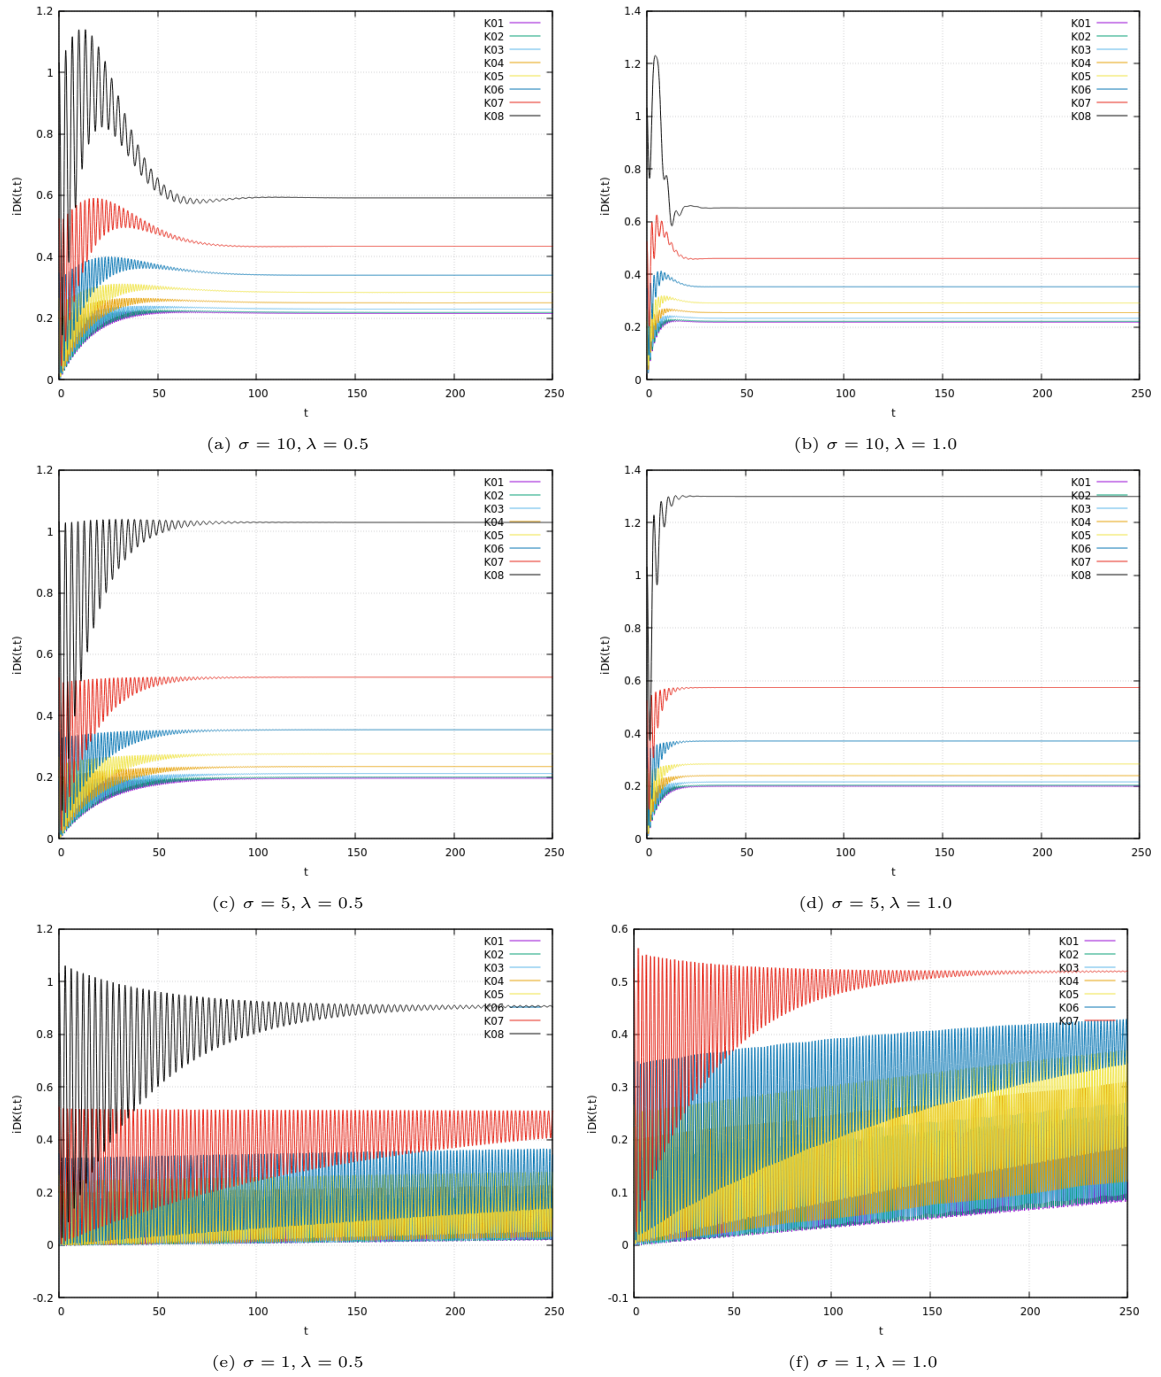 1.2
1
0.8
0.6
0.4
0.2
0
iDK(t,t)
K01
K02
K03
K04
K05
K06
K07
K08
0 50 100 150 200 250
t
(a) σ = 10, λ = 0.5
1.4
1.2
1
0.8
0.6
0.4
0.2
0
iDK(t,t)
K01
K02
K03
K04
K05
K06
K07
K08
0 50 100 150 200 250
t
(b) σ = 10, λ = 1.0
1.2
1
0.8
0.6
0.4
0.2
0
iDK(t,t)
K01
K02
K03
K04
K05
K06
K07
K08
0 50 100 150 200 250
t
(c) σ = 5, λ = 0.5
1.4
1.2
1
0.8
0.6
0.4
0.2
0
iDK(t,t)
K01
K02
K03
K04
K05
K06
K07
K08
0 50 100 150 200 250
t
(d) σ = 5, λ = 1.0
1.2
1
0.8
0.6
0.4
0.2
0
-0.2
iDK(t,t)
K01
K02
K03
K04
K05
K06
K07
K08
0 50 100 150 200 250
t
(e) σ = 1, λ = 0.5
0.6
0.5
0.4
0.3
0.2
0.1
0
-0.1
iDK(t,t)
K01
K02
K03
K04
K05
K06
K07
0 50 100 150 200 250
t
(f) σ = 1, λ = 1.0